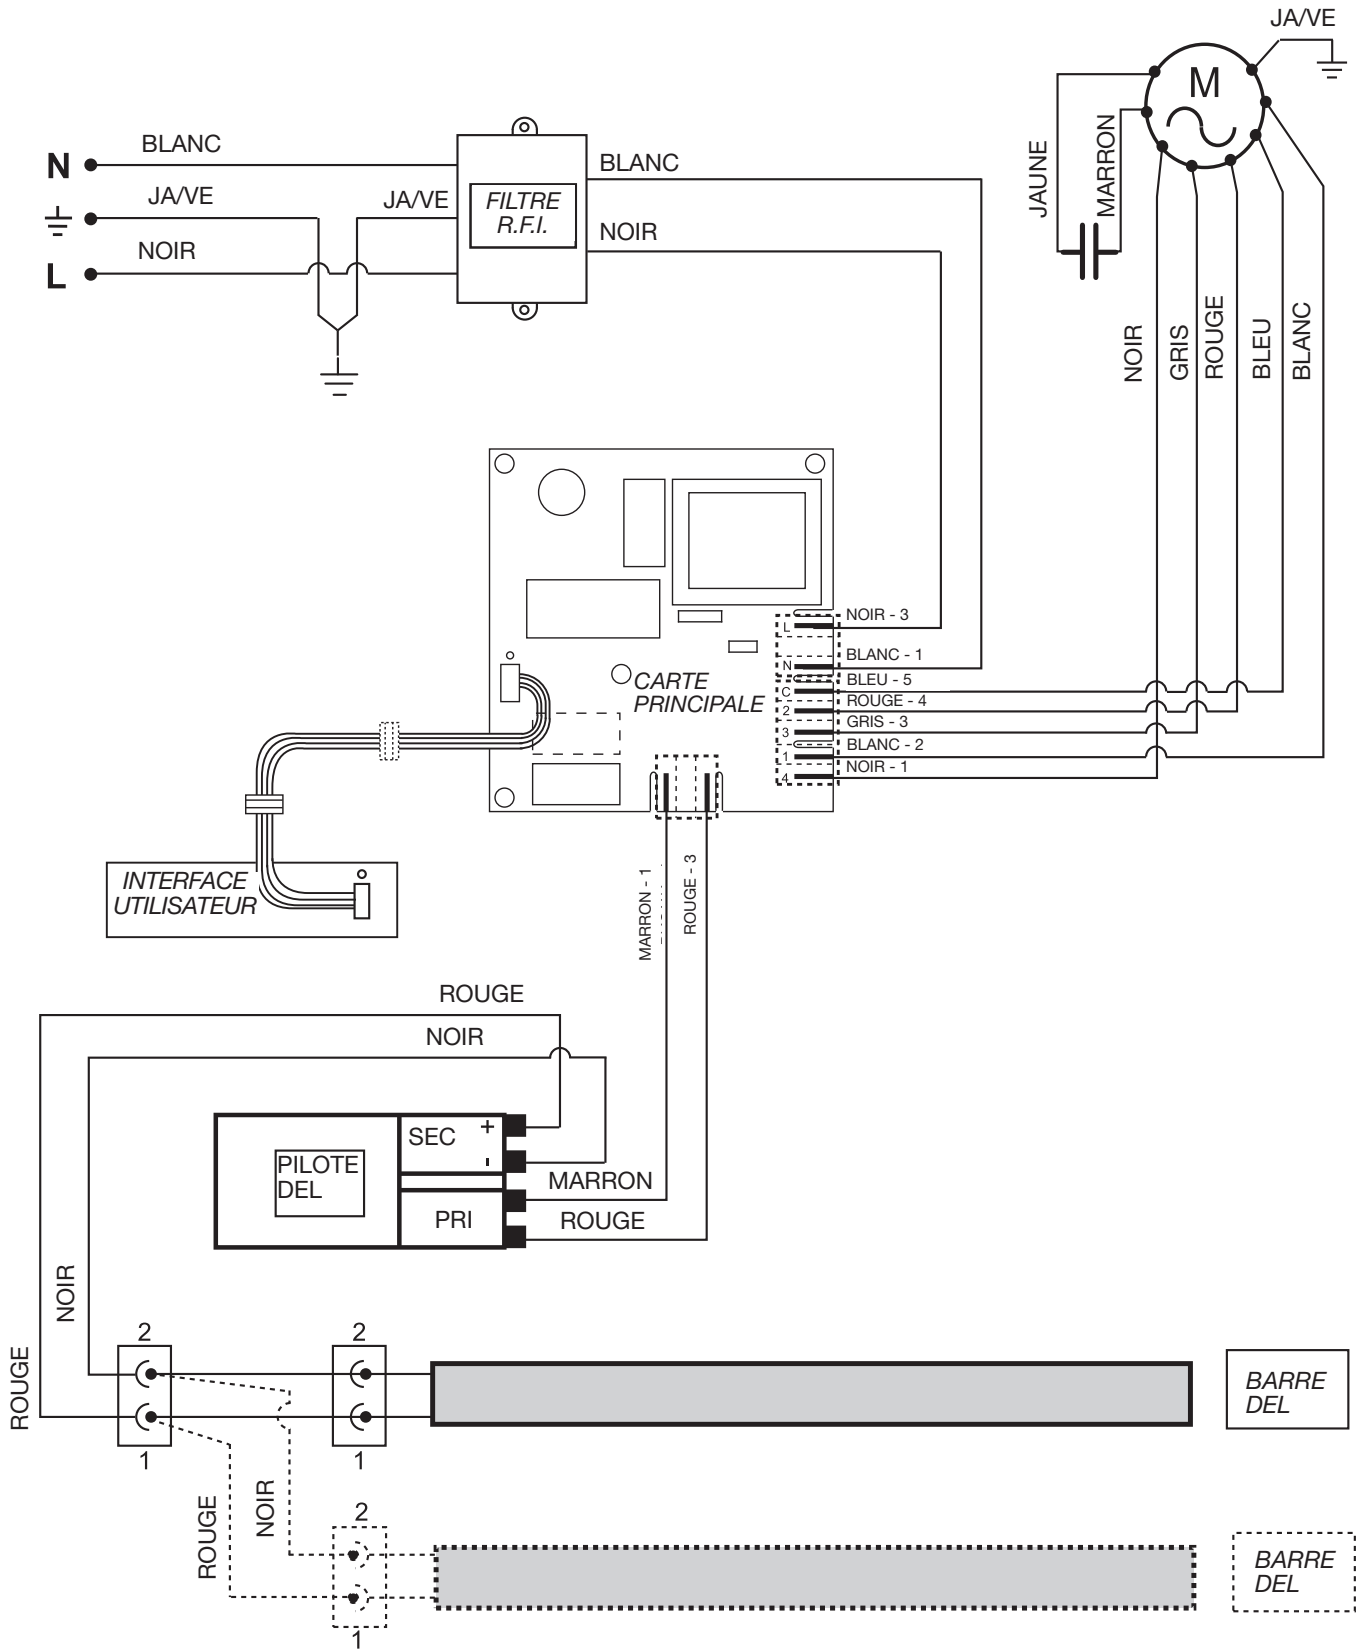 JA/VE
M
JAUNE
MARRON
N
BLANC
JA/VE
JA/VE
L
NOIR
FILTRE
R.F.I.
BLANC
NOIR
NOIR
GRIS
ROUGE
BLEU
BLANC
CARTE
PRINCIPALE
L
N
C
2
3
1
4
NOIR - 3
BLANC - 1
BLEU - 5
ROUGE - 4
GRIS - 3
BLANC - 2
NOIR - 1
INTERFACE
UTILISATEUR
MARRON - 1
ROUGE - 3
ROUGE
NOIR
PILOTE
DEL
SEC
+
-
PRI
MARRON
ROUGE
NOIR
ROUGE
2
1
2
1
BARRE
DEL
ROUGE
NOIR
2
1
BARRE
DEL